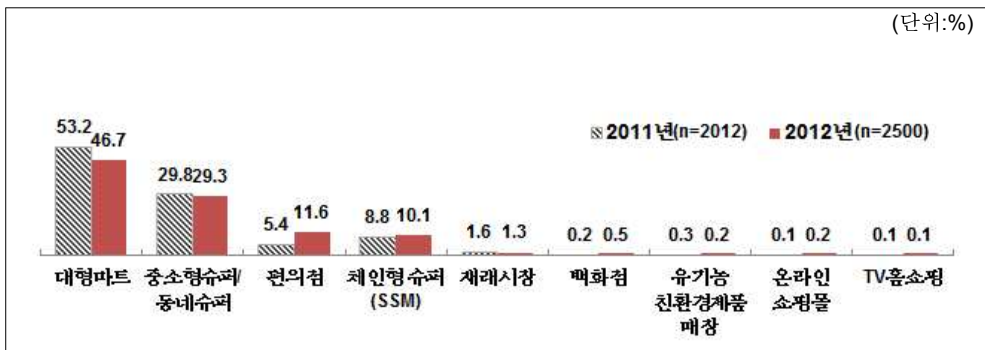 (단위:%)
▧ 2011년(n=2012) ■ 2012년(n=2500)
53.2 46.7 29.8 29.3 5.4 11.6 8.8 10.1 1.6 1.3 0.2 0.5 0.3 0.2 0.1 0.2 0.1 0.1
대형마트 중소형슈퍼/ 편의점 체인형슈퍼 재래시장 백화점 유기농 온라인 TV홈쇼핑
동네슈퍼 (SSM) 친환경제품 쇼핑몰
매장